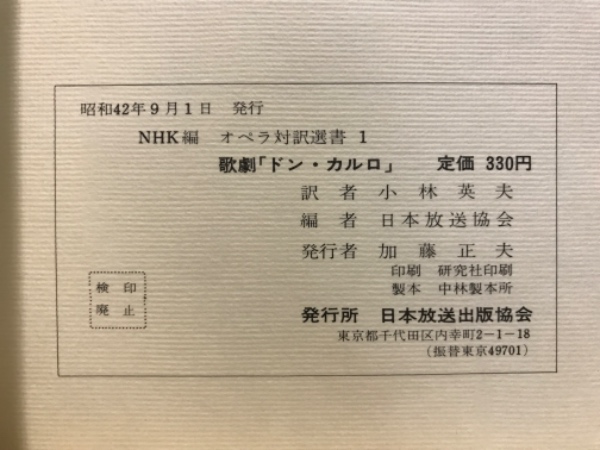 昭和42年9月1日 発行
NHK編 オペラ対訳選書 1
歌劇「ドン・カルロ」 定価 330円
訳者 小林英夫
編者 日本放送協会
発行者 加藤正夫
印刷 研究社印刷
製本 中林製本所
検印
廃止
発行所 日本放送出版協会
東京都千代田区内幸町2-1-18
(振替東京49701)